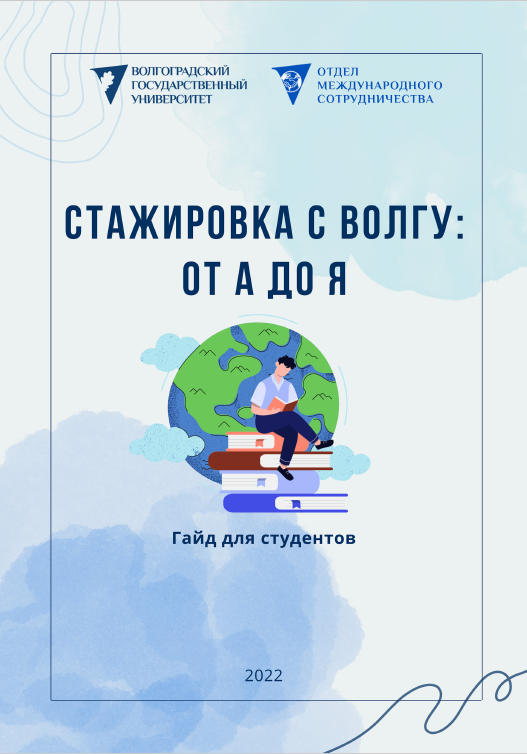 ВОЛГОГРАДСКИЙ
ГОСУДАРСТВЕННЫЙ
УНИВЕРСИТЕТ
ОТДЕЛ
МЕЖДУНАРОДНОГО
СОТРУДНИЧЕСТВА
СТАЖИРОВКА С ВОЛГУ:
ОТ А ДО Я
Гайд для студентов
2022